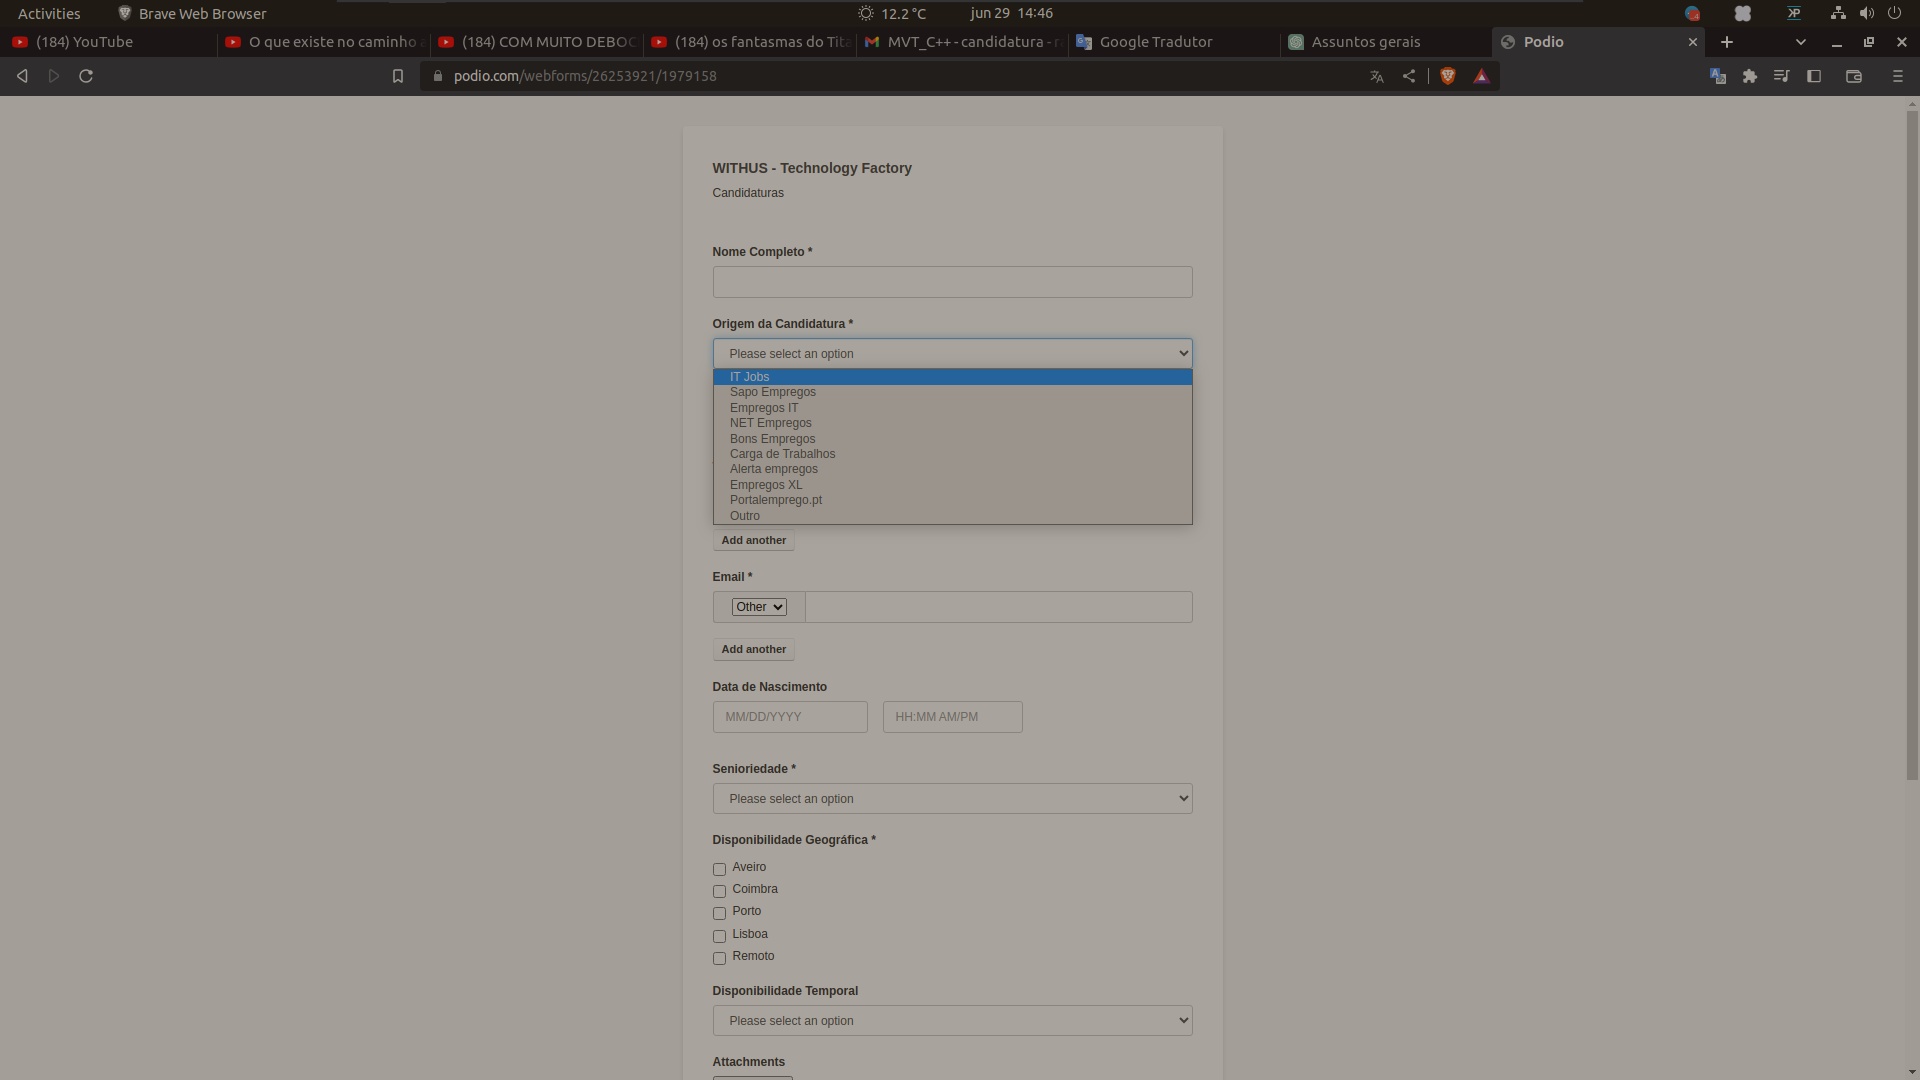 Activities
Brave Web Browser
12.2 °C
jun 29 14:46
(184) YouTube
O que existe no caminho
(184) COM MUITO DEBOC
(184) os fantasmas do Tita
MVT_C++ - candidatura -
Google Tradutor
Assuntos gerais
Podio
podio.com/webforms/26253921/1979158
WITHUS - Technology Factory
Candidaturas
Nome Completo *
Origem da Candidatura *
Please select an option
IT Jobs
Sapo Empregos
Empregos IT
NET Empregos
Bons Empregos
Carga de Trabalhos
Alerta empregos
Empregos XL
Portalemprego.pt
Outro
Add another
Email *
Other
Add another
Data de Nascimento
MM/DD/YYYY
HH:MM AM/PM
Senioriedade *
Please select an option
Disponibilidade Geográfica *
Aveiro
Coimbra
Porto
Lisboa
Remoto
Disponibilidade Temporal
Please select an option
Attachments